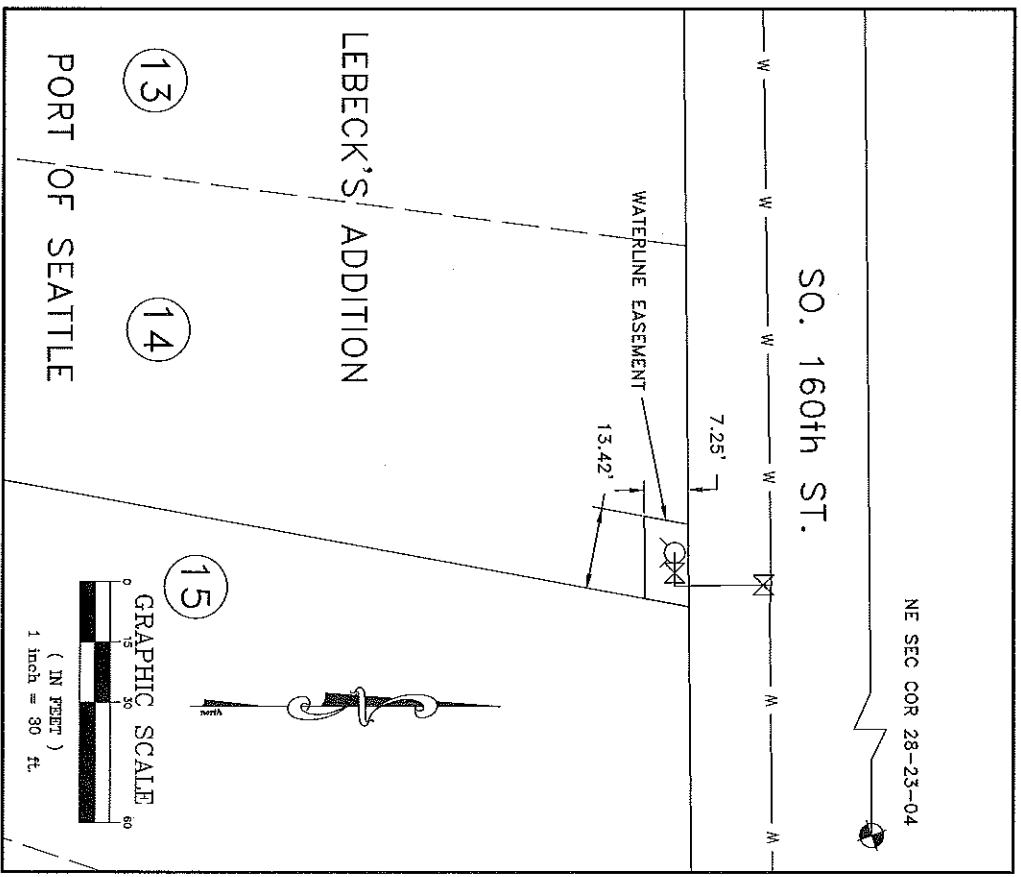 NE SEC COR 28-23-04
SO. 160th ST.
W
W
W
W
W
W
7.25'
13.42'
WATERLINE EASEMENT
LEBECK'S ADDITION
13
14
15
PORT OF SEATTLE
north
GRAPHIC SCALE
0
15
30
60
( IN FEET )
1 inch = 30 ft.